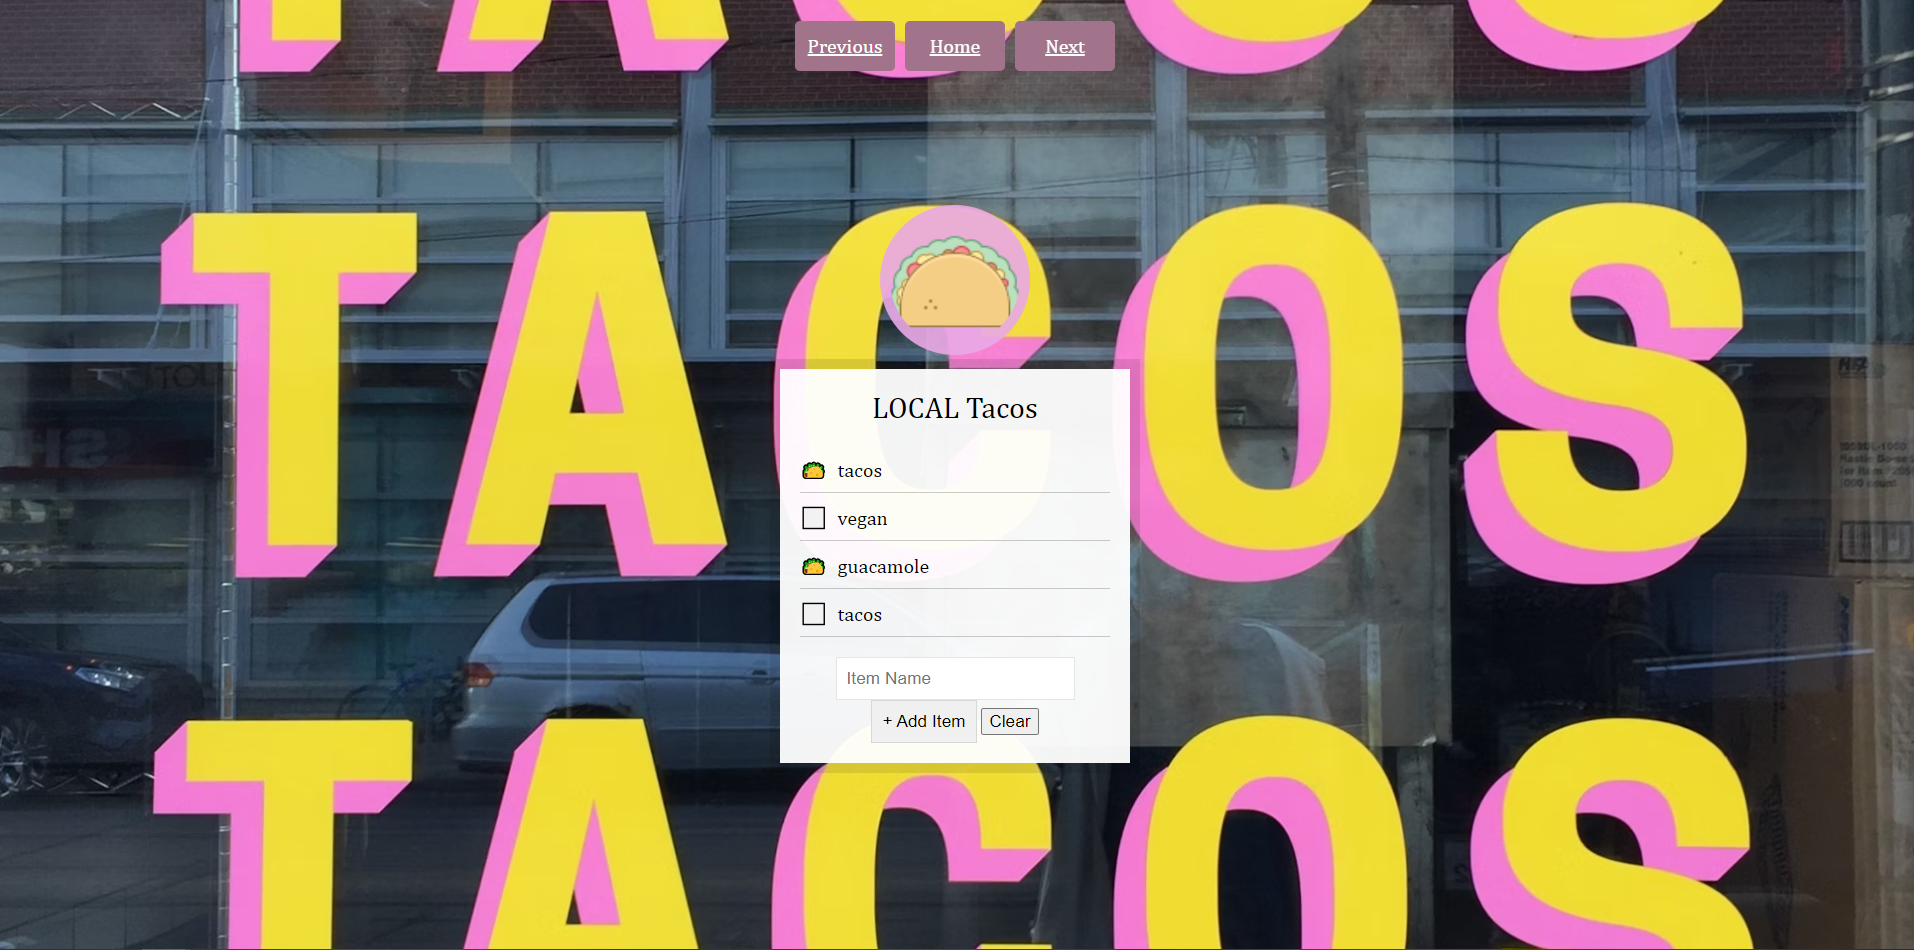 TACOS
Previous Home Next
TACOS
LOCAL Tacos
tacos
vegan
guacamole
tacos
Item Name
+ Add Item Clear
TACOS